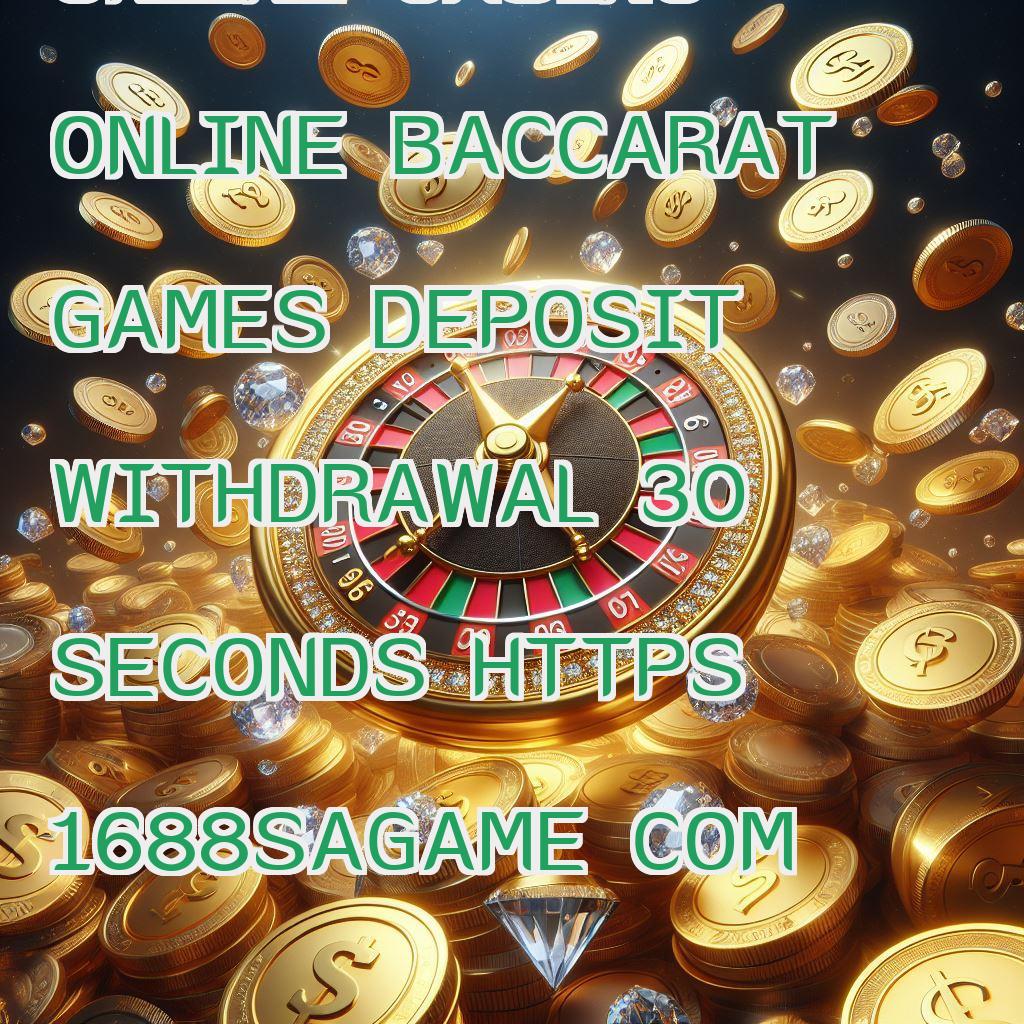 ONLINE BACCARAT
GAMES DEPOSIT
WITHDRAWAL 30
SECONDS HTTPS
1688SAGAME COM